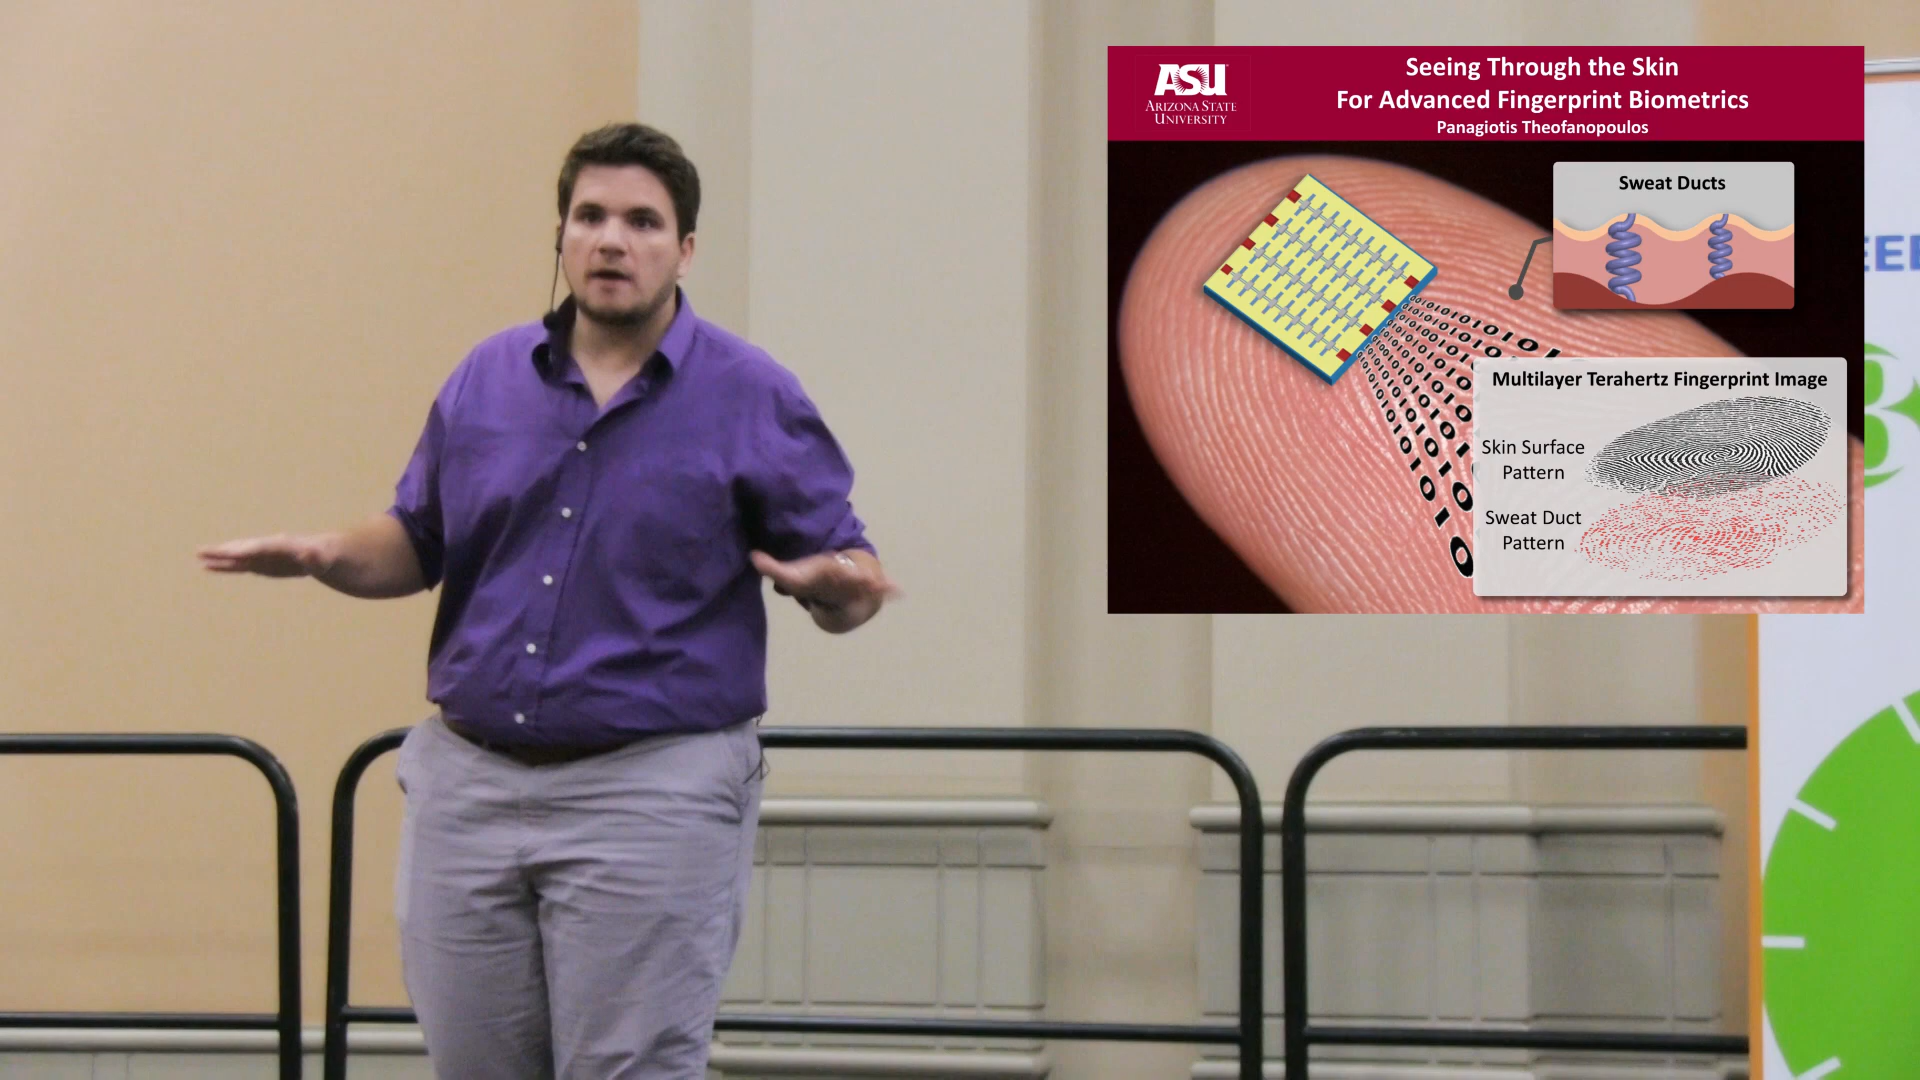 ASU
ARIZONA STATE
UNIVERSITY
Seeing Through the Skin
For Advanced Fingerprint Biometrics
Panagiotis Theofanopoulos
Sweat Ducts
Multilayer Terahertz Fingerprint Image
Skin Surface
Pattern
Sweat Duct
Pattern